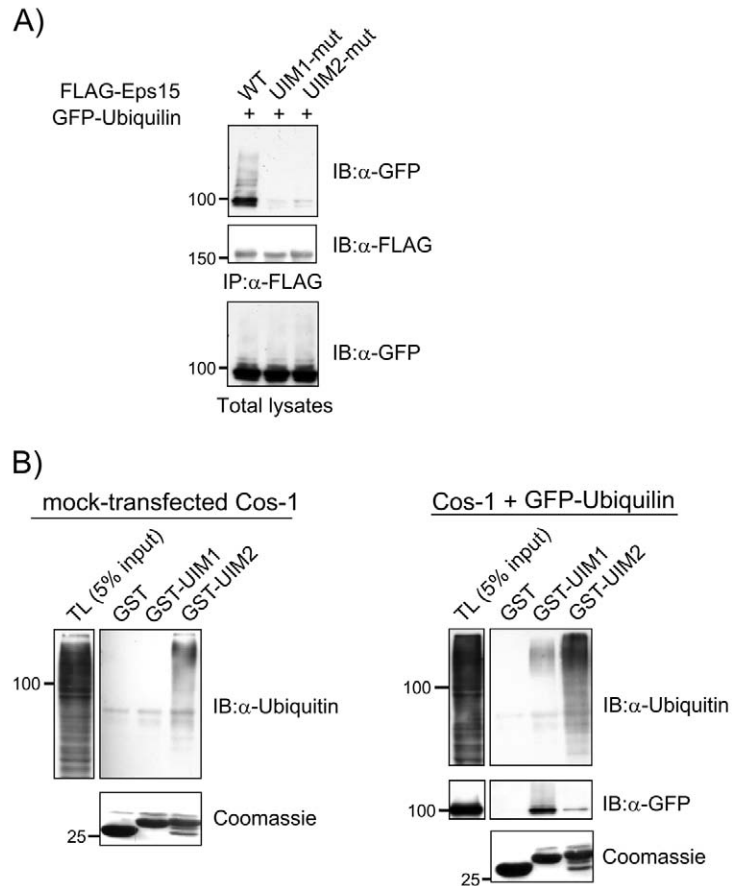 A)
FLAG-Eps15 WT UIM1-mut UIM2-mut
GFP-Ubiquilin + + +
100 IB:α-GFP
150 IB:α-FLAG
IP:α-FLAG
100 IB:α-GFP
Total lysates
B)
mock-transfected Cos-1
TL (5% input) GST GST-UIM1 GST-UIM2
100 IB:α-Ubiquitin
25 Coomassie
Cos-1 + GFP-Ubiquilin
TL (5% input) GST GST-UIM1 GST-UIM2
100 IB:α-Ubiquitin
100 IB:α-GFP
25 Coomassie